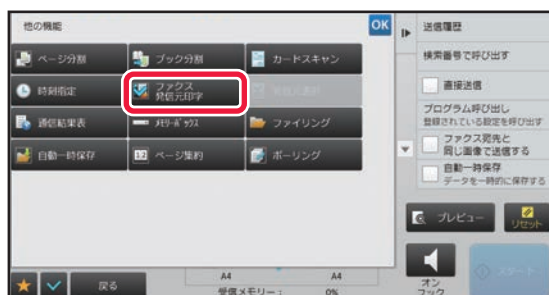 他の機能
OK
ページ分割
ブック分割
カードスキャン
時刻指定
ファクス
発信元印字
通信結果表
メモリーボックス
ファイリング
自動一時保存
ページ集約
ポーリング
戻る
A4
A4
受信メモリー:
0%
送信履歴
検索番号で呼び出す
直接送信
プログラム呼び出し
登録されている設定を呼び出す
ファクス宛先と
同じ画像で送信する
自動一時保存
データを一時的に保存する
プレビュー
リセット
オン
フック
スタート